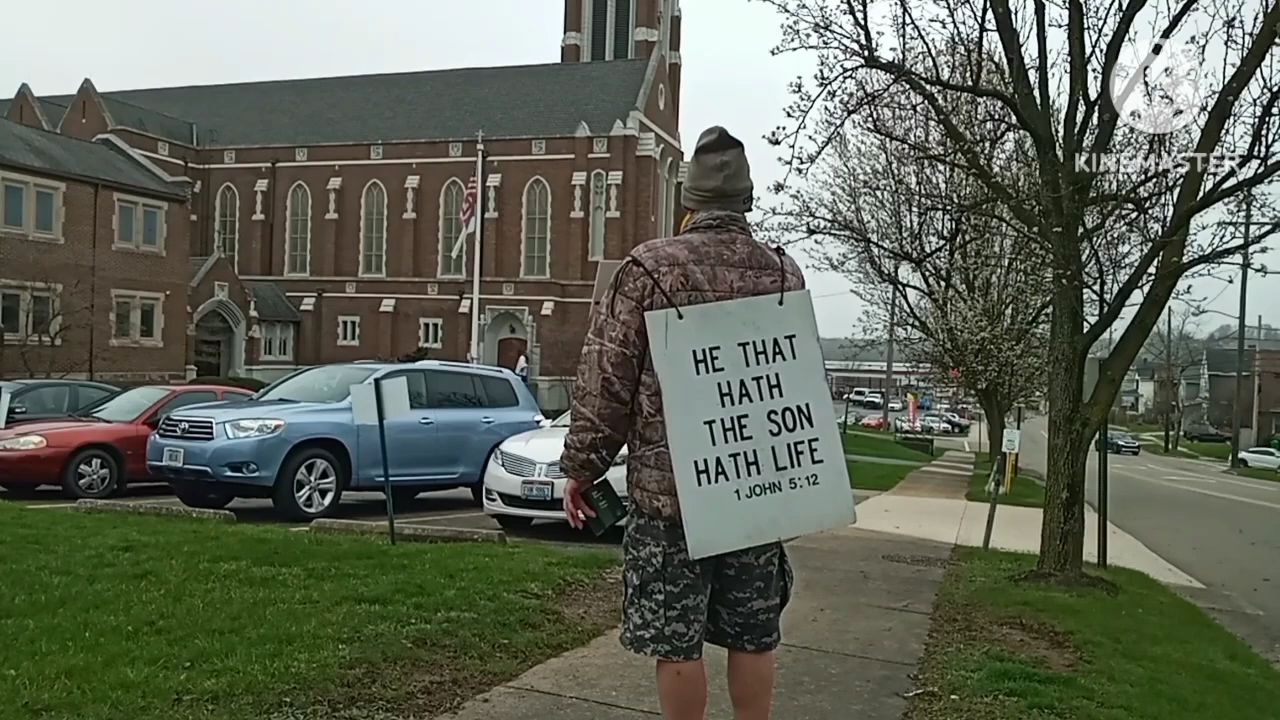 KINEMASTER
HE THAT
HATH
THE SON
HATH LIFE
1 JOHN 5:12